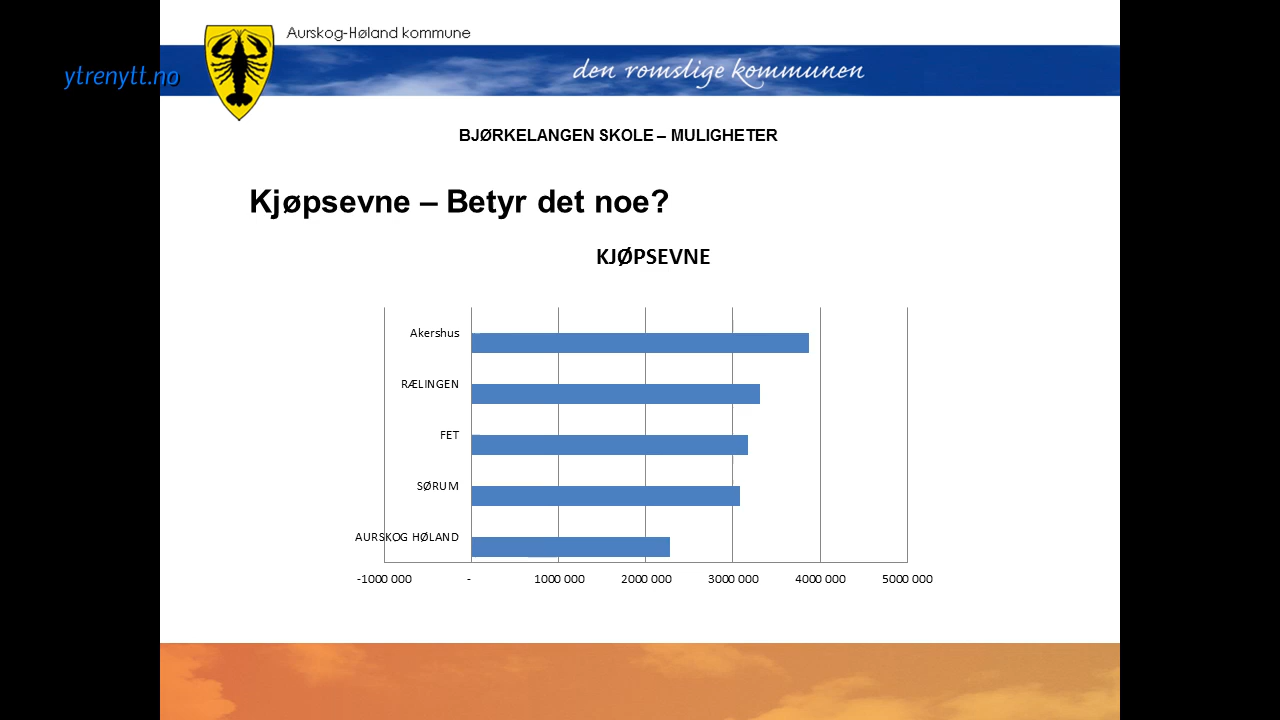 Aurskog-Høland kommune
ytrenytt.no
den romslige kommunen
BJØRKELANGEN SKOLE – MULIGHETER
Kjøpsevne – Betyr det noe?
KJØPSEVNE
Akershus
RÆLINGEN
FET
SØRUM
AURSKOG HØLAND
-1000 000 - 1000 000 2000 000 3000 000 4000 000 5000 000